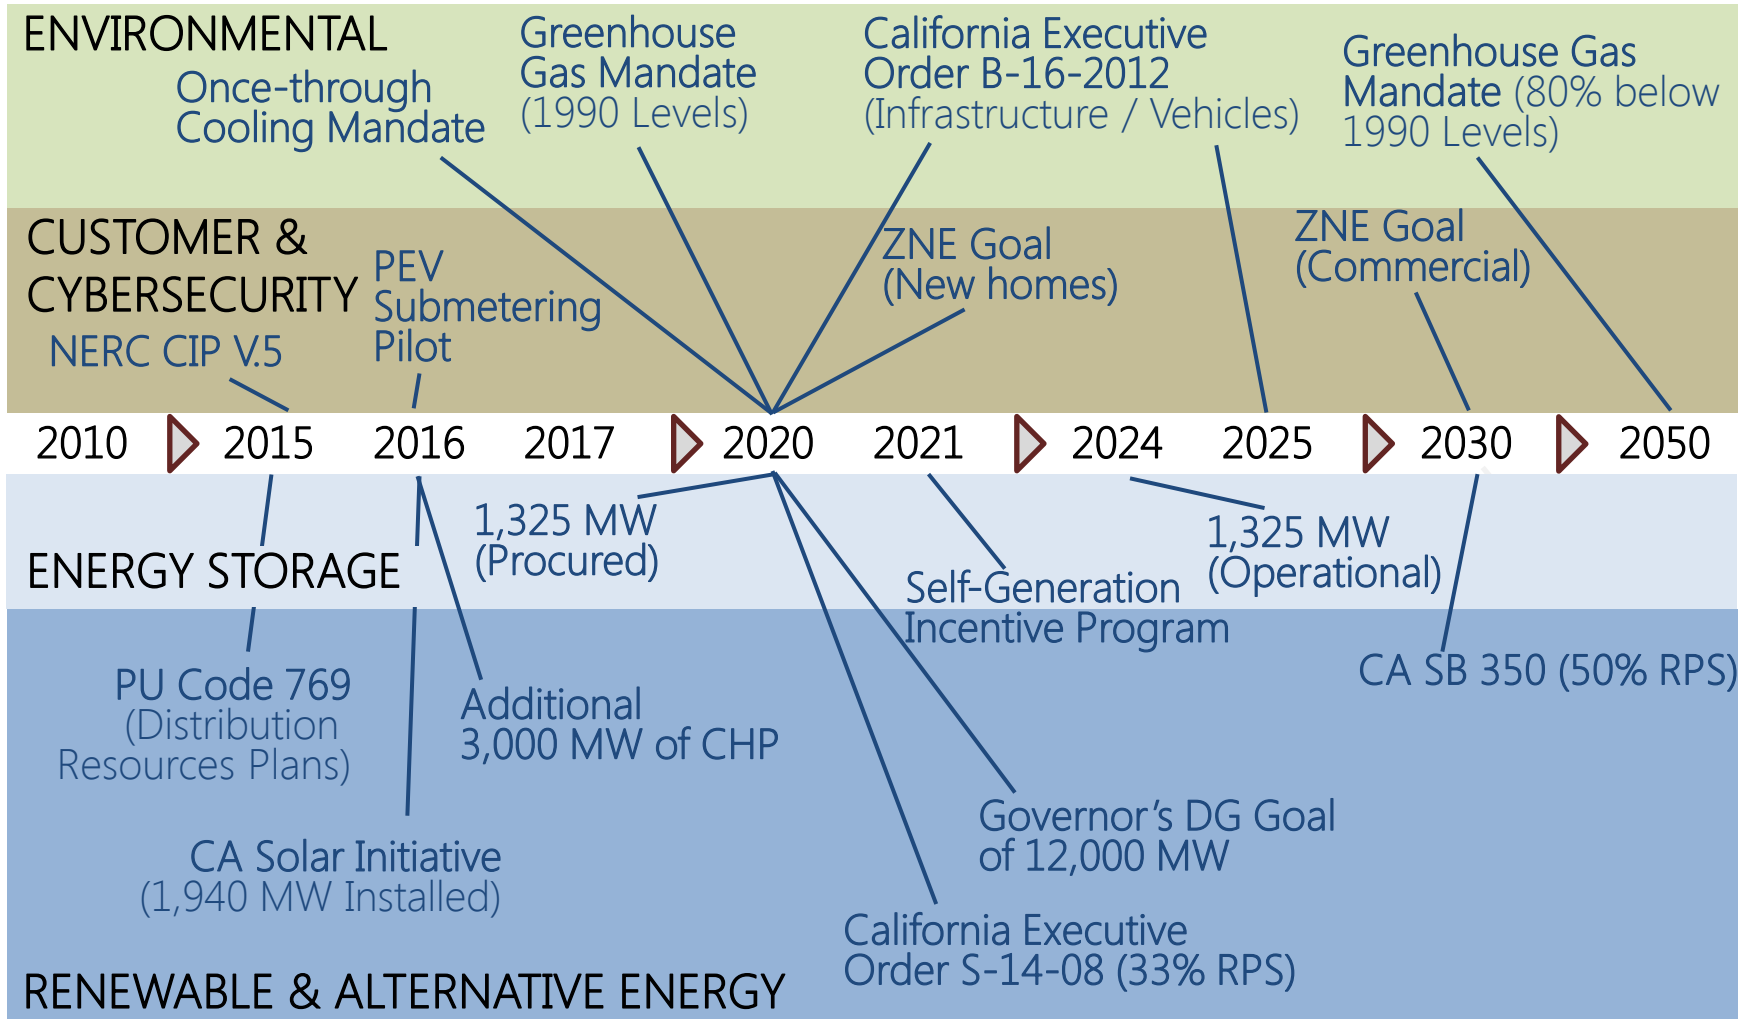 ENVIRONMENTAL
Once-through
Cooling Mandate
Greenhouse
Gas Mandate
(1990 Levels)
California Executive
Order B-16-2012
(Infrastructure / Vehicles)
Greenhouse Gas
Mandate (80% below
1990 Levels)
CUSTOMER &
CYBERSECURITY
NERC CIP V.5
PEV
Submetering
Pilot
ZNE Goal
(New homes)
ZNE Goal
(Commercial)
2010 2015 2016 2017 2020 2021 2024 2025 2030 2050
ENERGY STORAGE
1,325 MW
(Procured)
Self-Generation
Incentive Program
1,325 MW
(Operational)
PU Code 769
(Distribution
Resources Plans)
CA Solar Initiative
(1,940 MW Installed)
Additional
3,000 MW of CHP
Governor's DG Goal
of 12,000 MW
California Executive
Order S-14-08 (33% RPS)
CA SB 350 (50% RPS)
RENEWABLE & ALTERNATIVE ENERGY